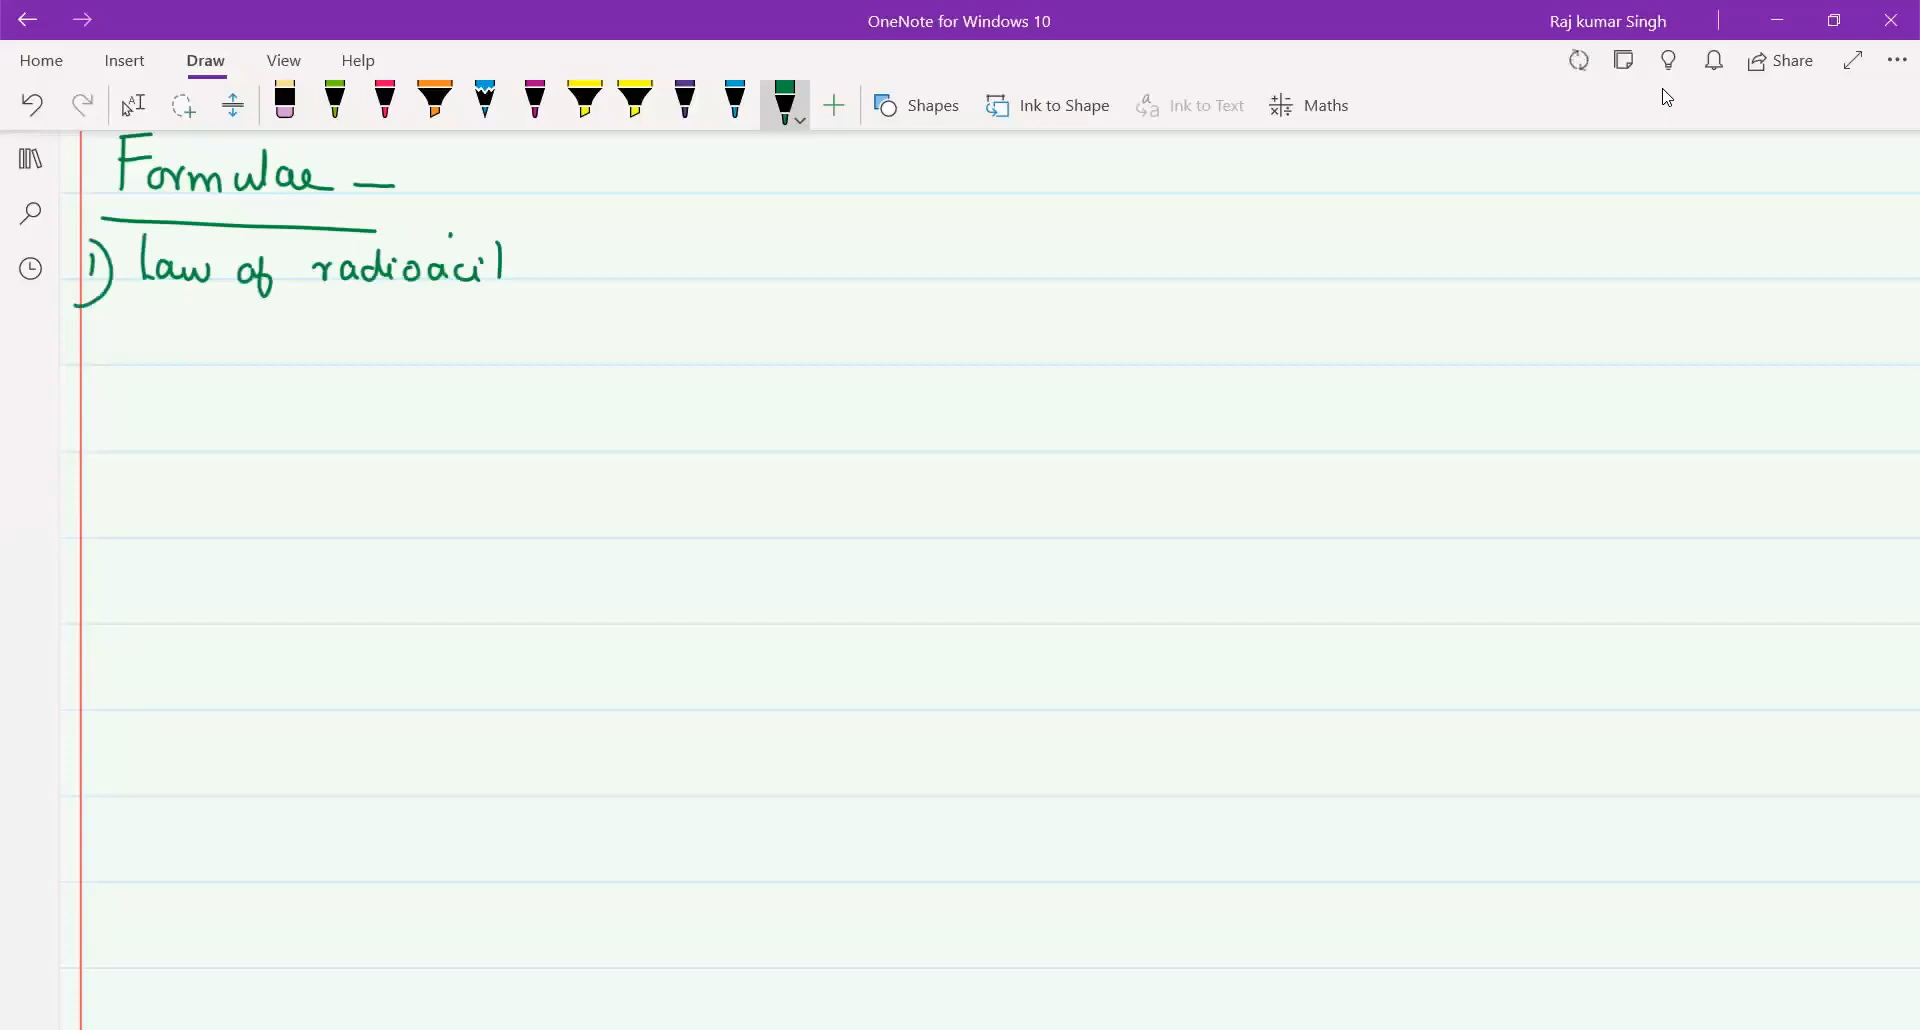 OneNote for Windows 10
Raj kumar Singh
Home Insert Draw View Help
Share
Shapes Ink to Shape Ink to Text Maths
Formulae —
1) Law of radioacil